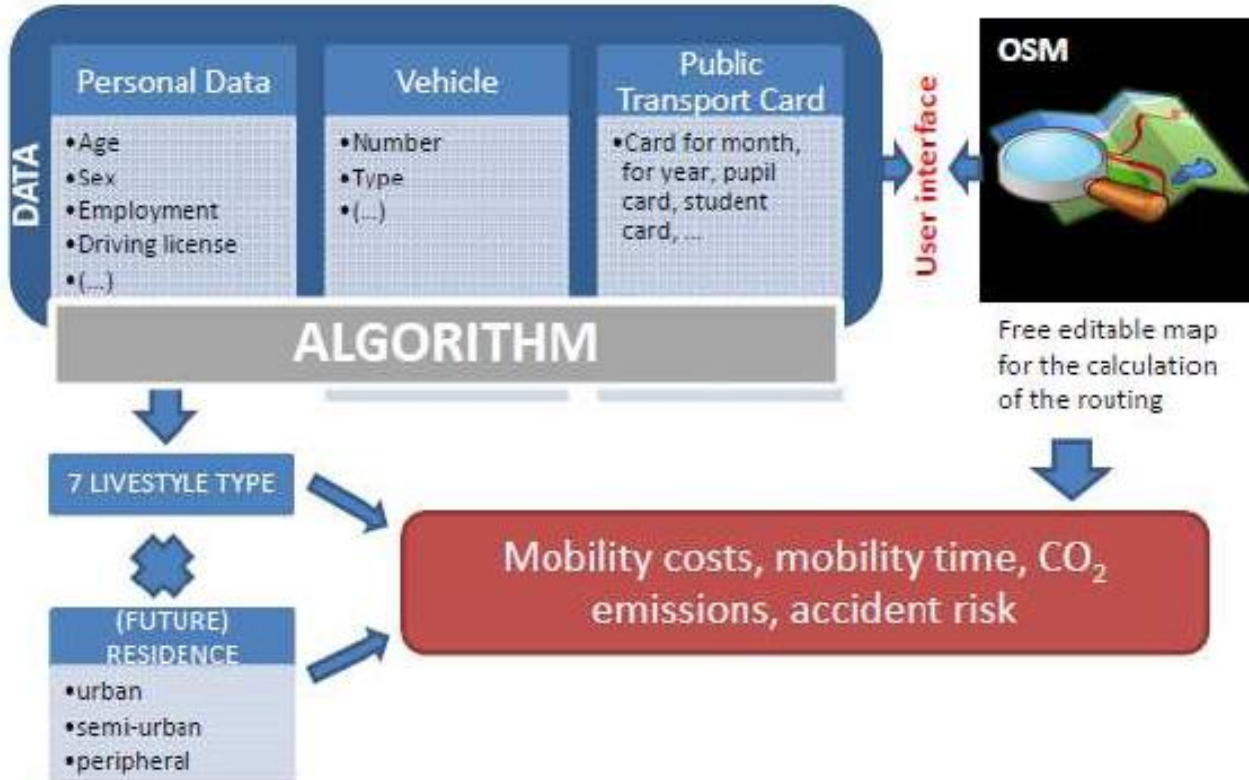 DATA
Personal Data
•Age
•Sex
•Employment
•Driving license
•(...)
Vehicle
•Number
•Type
•(...)
Public
Transport Card
•Card for month,
for year, pupil
card, student
card, ...
User interface
OSM
Free editable map
for the calculation
of the routing
ALGORITHM
7 LIVESTYLE TYPE
(FUTURE)
RESIDENCE
•urban
•semi-urban
•peripheral
Mobility costs, mobility time, CO₂
emissions, accident risk